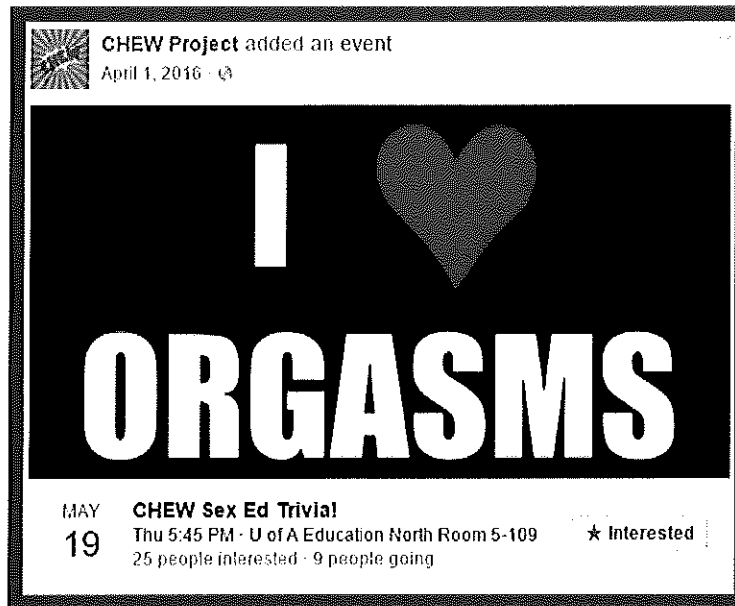 CHEW
CHEW Project added an event
April 1, 2016 ·
I
ORGASMS
MAY
19
CHEW Sex Ed Trivia!
Thu 5:45 PM · U of A Education North Room 5-109
25 people interested · 9 people going
★ Interested